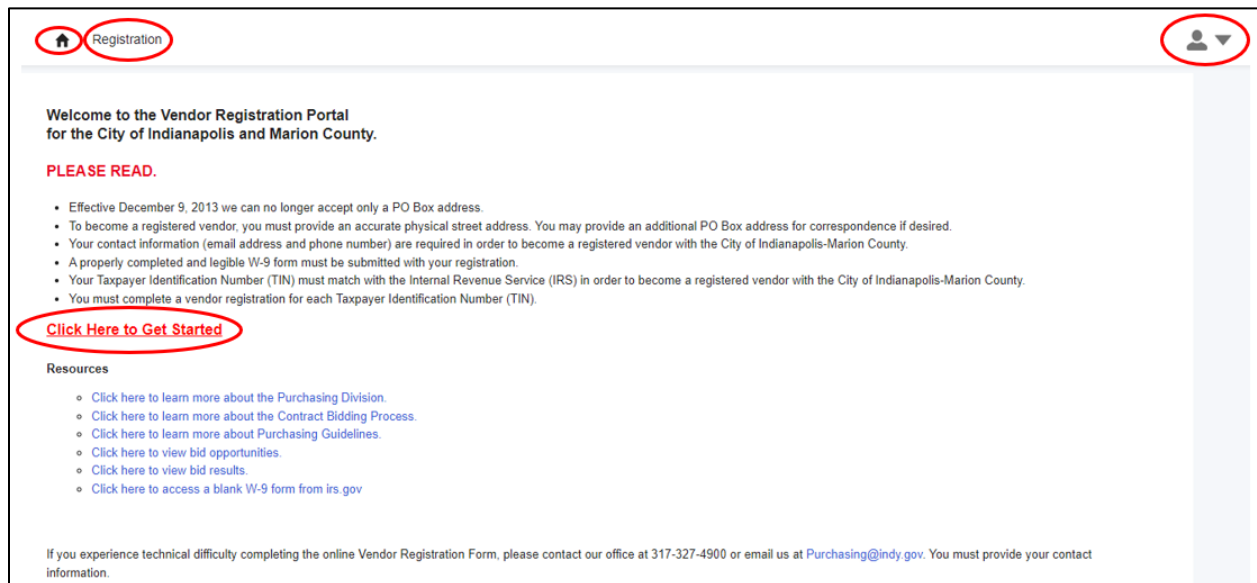 Registration
Welcome to the Vendor Registration Portal
for the City of Indianapolis and Marion County.
PLEASE READ.
• Effective December 9, 2013 we can no longer accept only a PO Box address.
• To become a registered vendor, you must provide an accurate physical street address. You may provide an additional PO Box address for correspondence if desired.
• Your contact information (email address and phone number) are required in order to become a registered vendor with the City of Indianapolis-Marion County.
• A properly completed and legible W-9 form must be submitted with your registration.
• Your Taxpayer Identification Number (TIN) must match with the Internal Revenue Service (IRS) in order to become a registered vendor with the City of Indianapolis-Marion County.
• You must complete a vendor registration for each Taxpayer Identification Number (TIN).
Click Here to Get Started
Resources
Click here to learn more about the Purchasing Division.
Click here to learn more about the Contract Bidding Process.
Click here to learn more about Purchasing Guidelines.
Click here to view bid opportunities.
Click here to view bid results.
Click here to access a blank W-9 form from irs.gov
If you experience technical difficulty completing the online Vendor Registration Form, please contact our office at 317-327-4900 or email us at Purchasing@indy.gov. You must provide your contact
information.